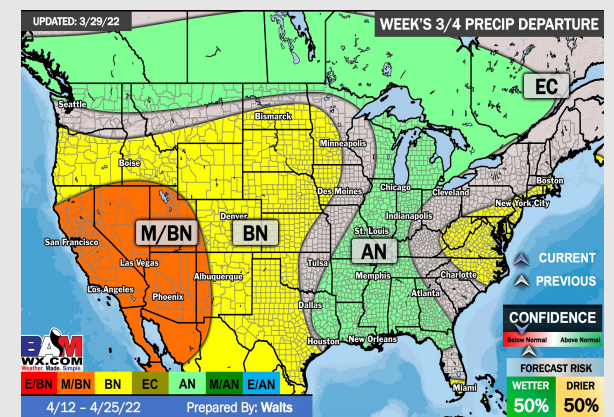 UPDATED: 3/29/22
WEEK'S 3/4 PRECIP DEPARTURE
EC
Seattle
Bismarck
Minneapolis
Boise
Boston
Des Moines
Chicago
Cleveland
New York City
Denver
Indianapolis
M/BN
BN
St. Louis
San Francisco
AN
Las Vegas
Tulsa
CURRENT
Albuquerque
Memphis
Charlotte
PREVIOUS
Los Angeles
Phoenix
Atlanta
Dallas
CONFIDENCE
Houston
New Orleans
Below Normal
Above Normal
BAM
WX.COM
Weather. Made. Simple.
FORECAST RISK
E/BN M/BN BN EC AN M/AN E/AN
Miami
WETTER
DRIER
4/12 – 4/25/22
Prepared By: Walts
50%
50%